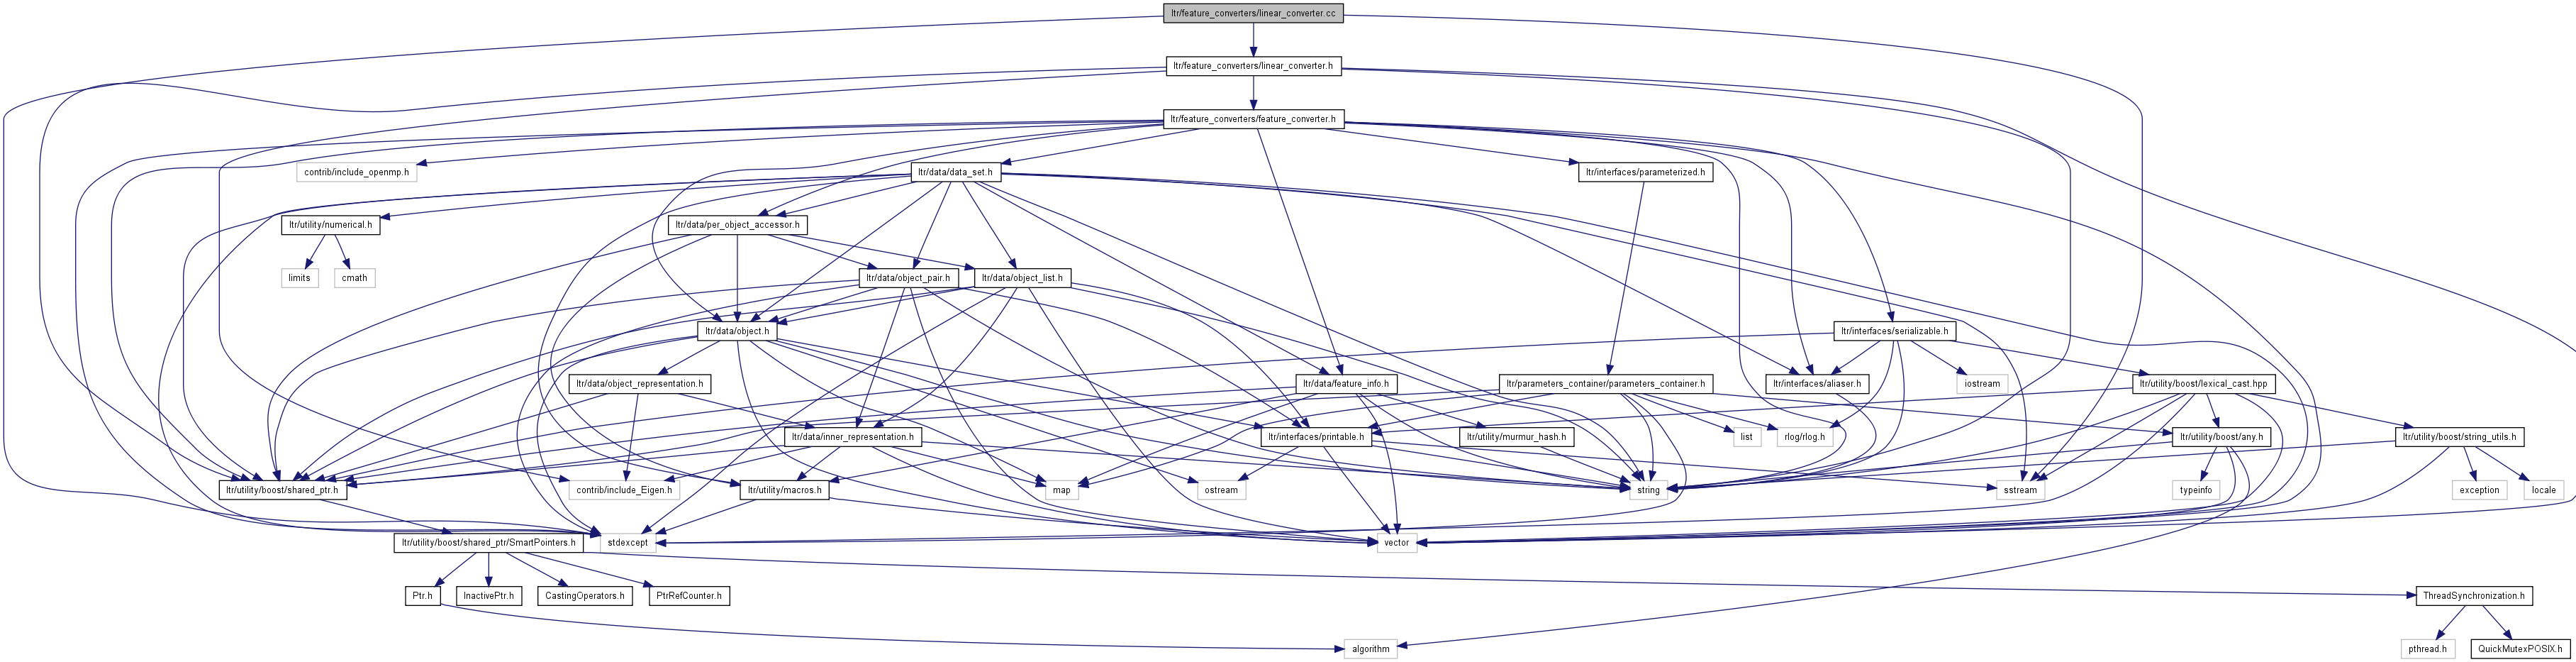 ltr/feature_converters/linear_converter.cc
ltr/feature_converters/linear_converter.h
ltr/feature_converters/feature_converter.h
contrib/include_openmp.h
ltr/data/data_set.h
ltr/interfaces/parameterized.h
ltr/utility/numerical.h
ltr/data/per_object_accessor.h
limits
cmath
ltr/data/object_pair.h
ltr/data/object_list.h
ltr/data/object.h
ltr/interfaces/serializable.h
ltr/data/object_representation.h
ltr/data/feature_info.h
ltr/parameters_container/parameters_container.h
ltr/interfaces/aliaser.h
iostream
ltr/utility/boost/lexical_cast.hpp
ltr/data/inner_representation.h
ltr/interfaces/printable.h
ltr/utility/murmur_hash.h
list
rlog/rlog.h
ltr/utility/boost/any.h
ltr/utility/boost/string_utils.h
ltr/utility/boost/shared_ptr.h
contrib/include_Eigen.h
ltr/utility/macros.h
map
ostream
string
sstream
typeinfo
exception
locale
ltr/utility/boost/shared_ptr/SmartPointers.h
stdexcept
vector
Ptr.h
InactivePtr.h
CastingOperators.h
PtrRefCounter.h
ThreadSynchronization.h
algorithm
pthread.h
QuickMutexPOSIX.h